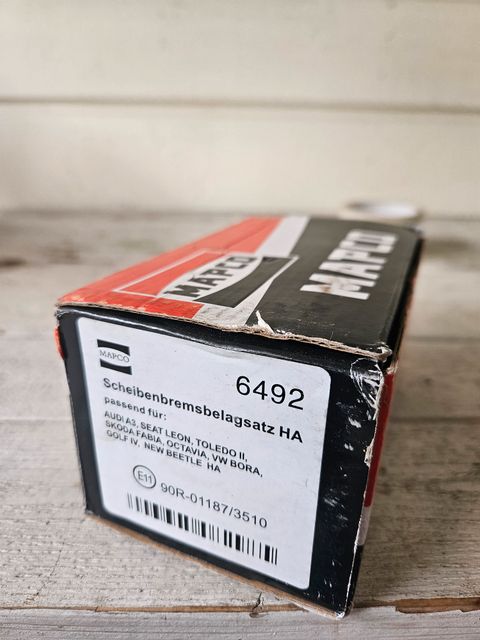 MAPCO
MAPCO
MAPCO
6492
Scheibenbremsbelagsatz HA
passend für:
AUDI A3, SEAT LEON, TOLEDO II,
SKODA FABIA, OCTAVIA, VW BORA,
GOLF IV, NEW BEETLE HA
E11 90R-01187/3510